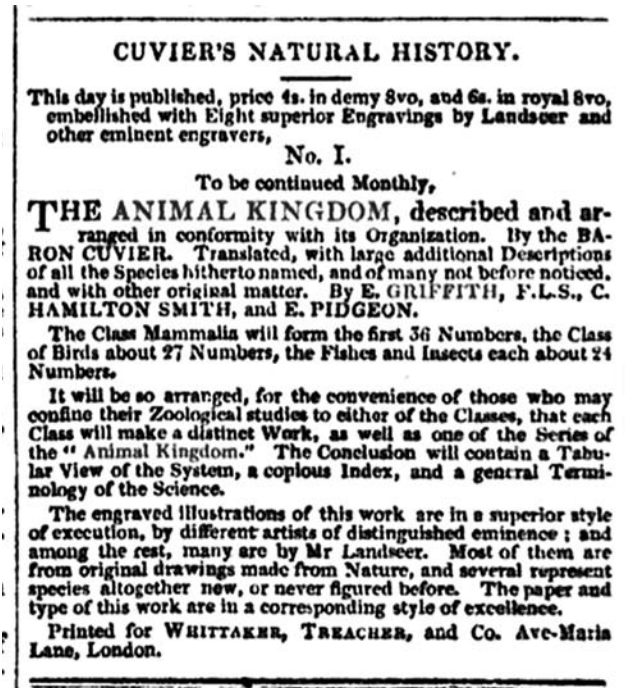 CUVIER'S NATURAL HISTORY.
This day is published, price 4s. in demy 8vo, and 6s. in royal 8vo,
embellished with Eight superior Engravings by Landseer and
other eminent engravers,
No. I.
To be continued Monthly,
THE ANIMAL KINGDOM, described and ar-
ranged in conformity with its Organization. By the BA-
RON CUVIER. Translated, with large additional Descriptions
of all the Species hitherto named, and of many not before noticed,
and with other original matter. By E. GRIFFITH, F.L.S., C.
HAMILTON SMITH, and E. PIDGEON.
The Class Mammalia will form the first 36 Numbers, the Class
of Birds about 27 Numbers, the Fishes and Insects each about 24
Numbers.
It will be so arranged, for the convenience of those who may
confine their Zoological studies to either of the Classes, that each
Class will make a distinct Work, as well as one of the Series of
the "Animal Kingdom." The Conclusion will contain a Tabu-
lar View of the System, a copious Index, and a general Termi-
nology of the Science.
The engraved illustrations of this work are in a superior style
of execution, by different artists of distinguished eminence; and
among the rest, many are by Mr Landseer. Most of them are
from original drawings made from Nature, and several represent
species altogether new, or never figured before. The paper and
type of this work are in a corresponding style of excellence.
Printed for WHITTAKER, TREACHER, and Co. Ave-Maria
Lane, London.